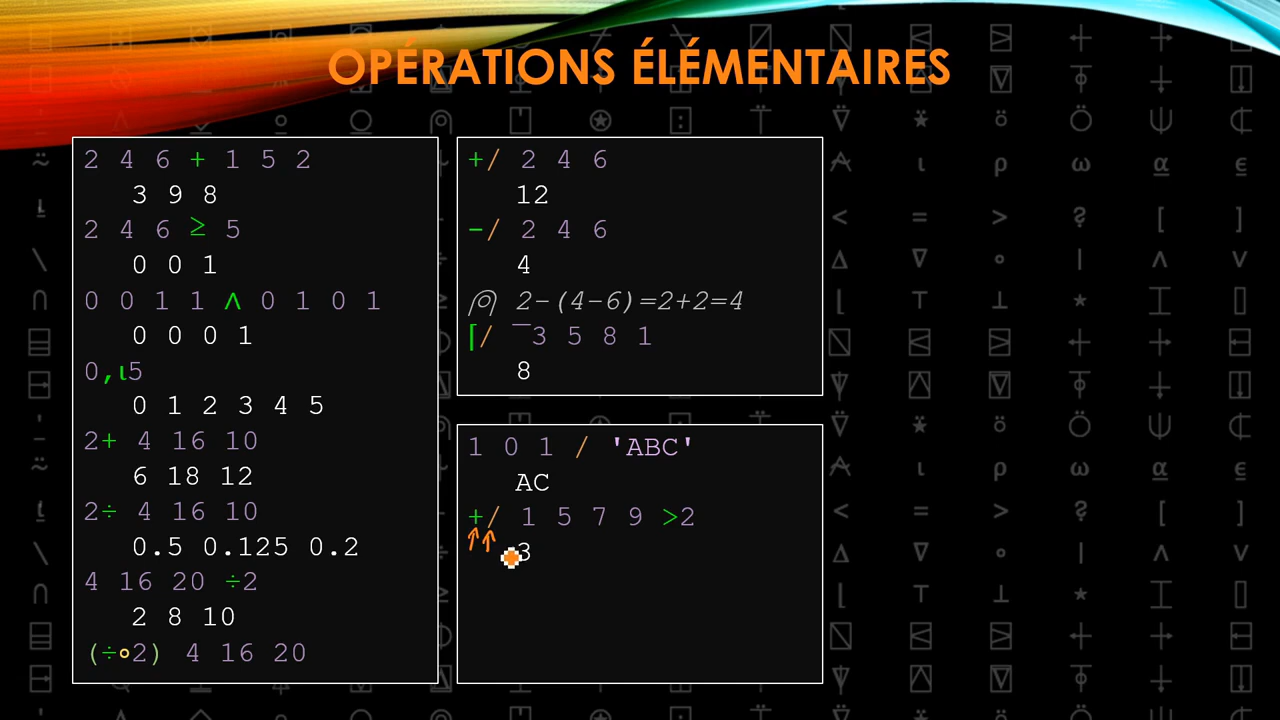 OPÉRATIONS ÉLÉMENTAIRES
2 4 6 + 1 5 2
3 9 8
2 4 6 ≥ 5
0 0 1
0 0 1 1 ∧ 0 1 0 1
0 0 0 1
0,⍳5
0 1 2 3 4 5
2+ 4 16 10
6 18 12
2÷ 4 16 10
0.5 0.125 0.2
4 16 20 ÷2
2 8 10
(÷∘2) 4 16 20
+/ 2 4 6
12
-/ 2 4 6
4
⍝ 2-(4-6)=2+2=4
⌈/ ¯3 5 8 1
8
1 0 1 / 'ABC'
AC
+/ 1 5 7 9 >2
3